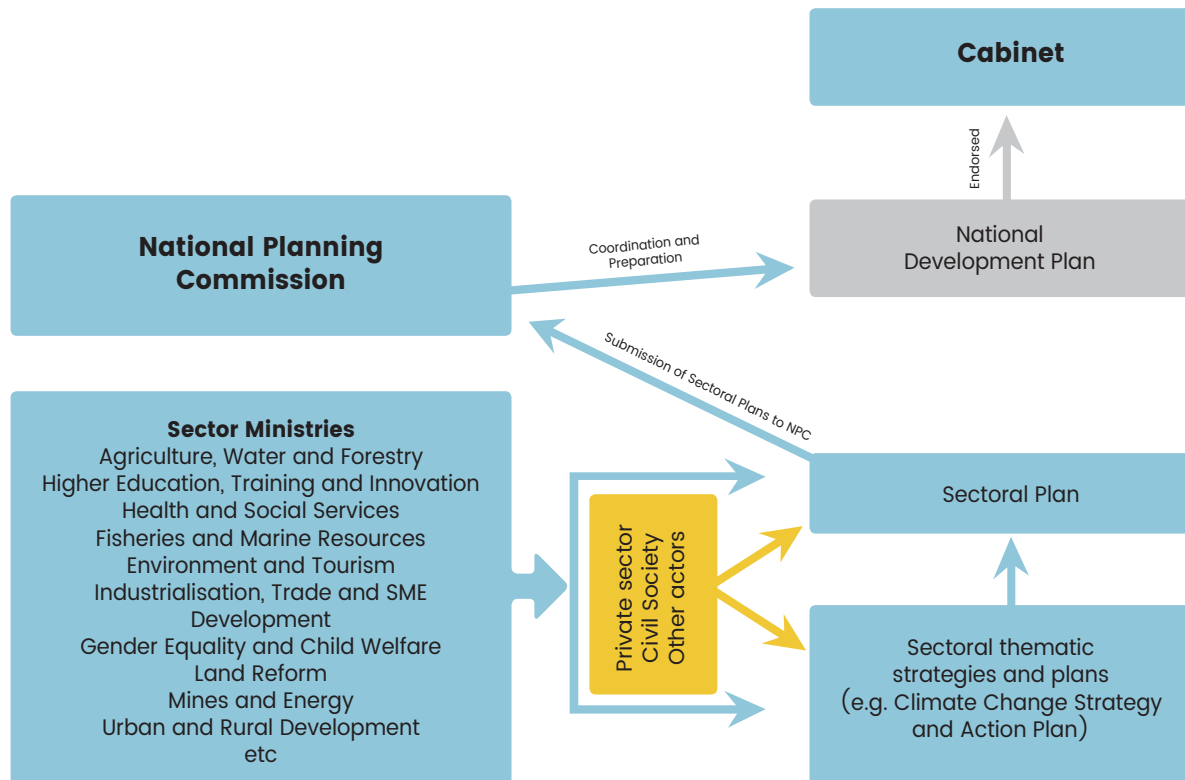 Cabinet
Endorsed
National Planning
Commission
Coordination and
Preparation
National
Development Plan
Submission of Sectoral Plans to NPC
Sector Ministries
Agriculture, Water and Forestry
Higher Education, Training and Innovation
Health and Social Services
Fisheries and Marine Resources
Environment and Tourism
Industrialisation, Trade and SME
Development
Gender Equality and Child Welfare
Land Reform
Mines and Energy
Urban and Rural Development
etc
Private sector
Civil Society
Other actors
Sectoral Plan
Sectoral thematic
strategies and plans
(e.g. Climate Change Strategy
and Action Plan)